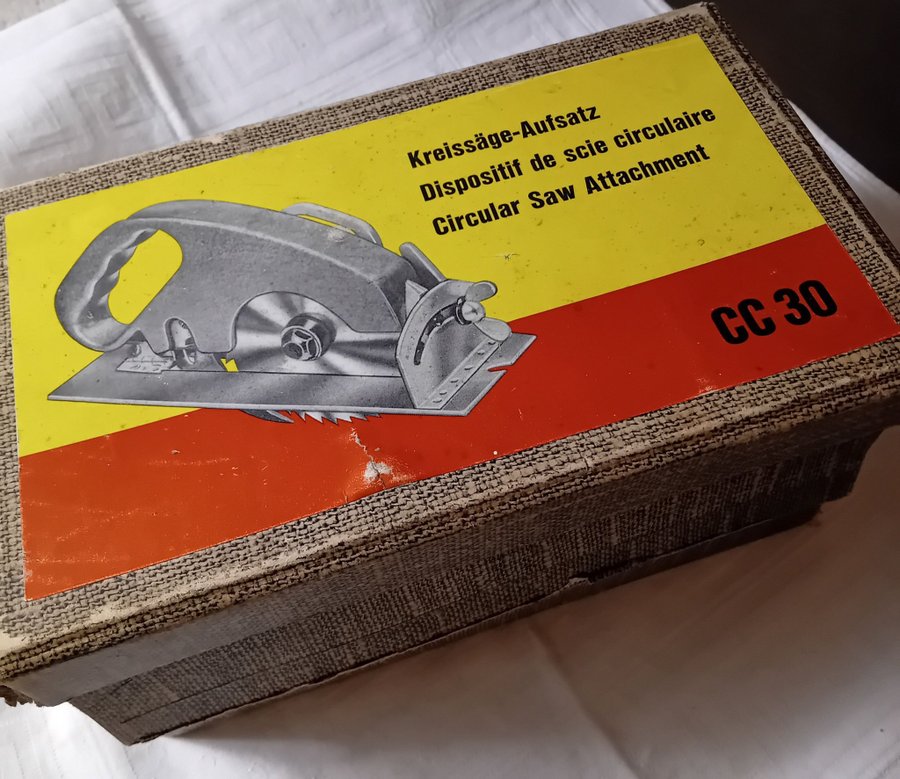 Kreissäge-Aufsatz
Dispositif de scie circulaire
Circular Saw Attachment
CC 30